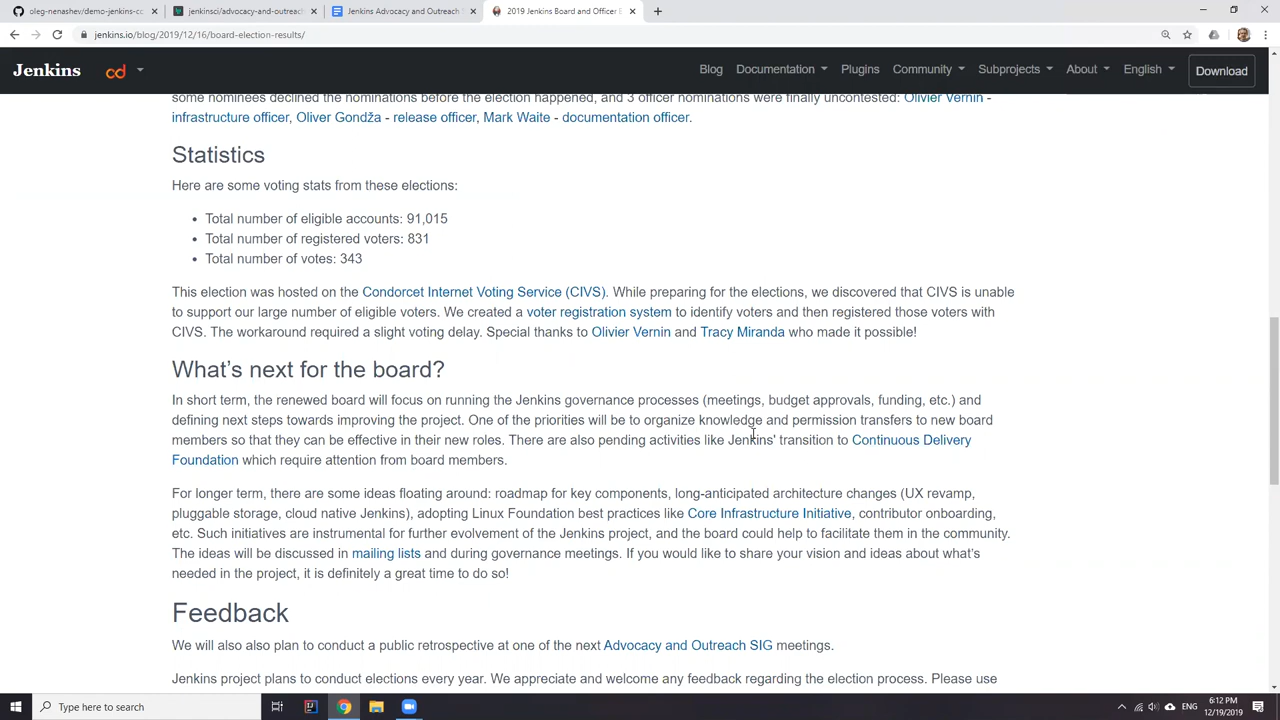 oleg-nenashev/demo-jenkins-co
jenkinsci/advocacy-and-outreach
Jenkins Advocacy and Outreach S
2019 Jenkins Board and Officer E
jenkins.io/blog/2019/12/16/board-election-results/
Jenkins
cd
Blog Documentation Plugins Community Subprojects About English Download
some nominees declined the nominations before the election happened, and 3 officer nominations were finally uncontested: Olivier Vernin -
infrastructure officer, Oliver Gondža - release officer, Mark Waite - documentation officer.
Statistics
Here are some voting stats from these elections:
• Total number of eligible accounts: 91,015
• Total number of registered voters: 831
• Total number of votes: 343
This election was hosted on the Condorcet Internet Voting Service (CIVS). While preparing for the elections, we discovered that CIVS is unable
to support our large number of eligible voters. We created a voter registration system to identify voters and then registered those voters with
CIVS. The workaround required a slight voting delay. Special thanks to Olivier Vernin and Tracy Miranda who made it possible!
What’s next for the board?
In short term, the renewed board will focus on running the Jenkins governance processes (meetings, budget approvals, funding, etc.) and
defining next steps towards improving the project. One of the priorities will be to organize knowledge and permission transfers to new board
members so that they can be effective in their new roles. There are also pending activities like Jenkins' transition to Continuous Delivery
Foundation which require attention from board members.
For longer term, there are some ideas floating around: roadmap for key components, long-anticipated architecture changes (UX revamp,
pluggable storage, cloud native Jenkins), adopting Linux Foundation best practices like Core Infrastructure Initiative, contributor onboarding,
etc. Such initiatives are instrumental for further evolvement of the Jenkins project, and the board could help to facilitate them in the community.
The ideas will be discussed in mailing lists and during governance meetings. If you would like to share your vision and ideas about what’s
needed in the project, it is definitely a great time to do so!
Feedback
We will also also plan to conduct a public retrospective at one of the next Advocacy and Outreach SIG meetings.
Jenkins project plans to conduct elections every year. We appreciate and welcome any feedback regarding the election process. Please use
Type here to search
ENG
6:12 PM
12/19/2019